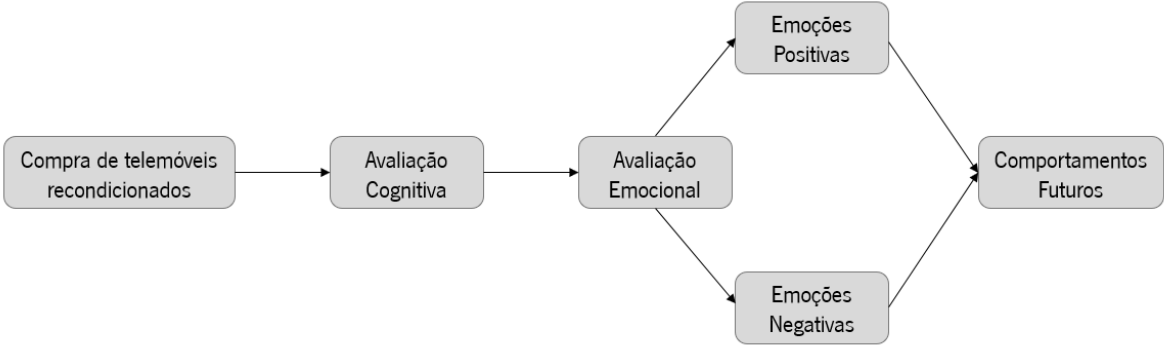 Compra de telemóveis
recondicionados
Avaliação
Cognitiva
Avaliação
Emocional
Emoções
Positivas
Emoções
Negativas
Comportamentos
Futuros